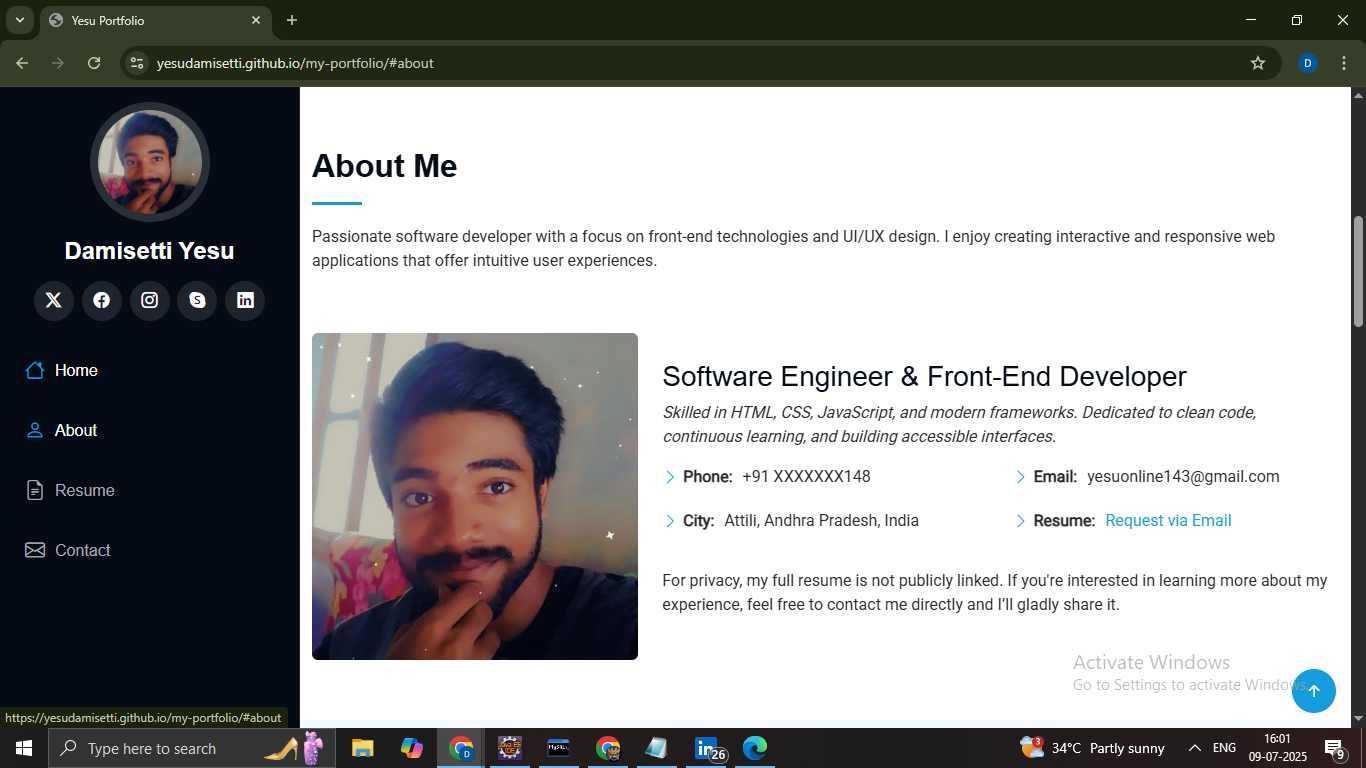 Yesu Portfolio
yesudamisetti.github.io/my-portfolio/#about
D
Damisetti Yesu
Home
About
Resume
Contact
About Me
Passionate software developer with a focus on front-end technologies and UI/UX design. I enjoy creating interactive and responsive web
applications that offer intuitive user experiences.
Software Engineer & Front-End Developer
Skilled in HTML, CSS, JavaScript, and modern frameworks. Dedicated to clean code,
continuous learning, and building accessible interfaces.
Phone: +91 XXXXXXX148
Email: yesuonline143@gmail.com
City: Attili, Andhra Pradesh, India
Resume: Request via Email
For privacy, my full resume is not publicly linked. If you're interested in learning more about my
experience, feel free to contact me directly and I’ll gladly share it.
Activate Windows
Go to Settings to activate Windows.
https://yesudamisetti.github.io/my-portfolio/#about
Type here to search
D
26
3
34°C Partly sunny
ENG
16:01
09-07-2025
9